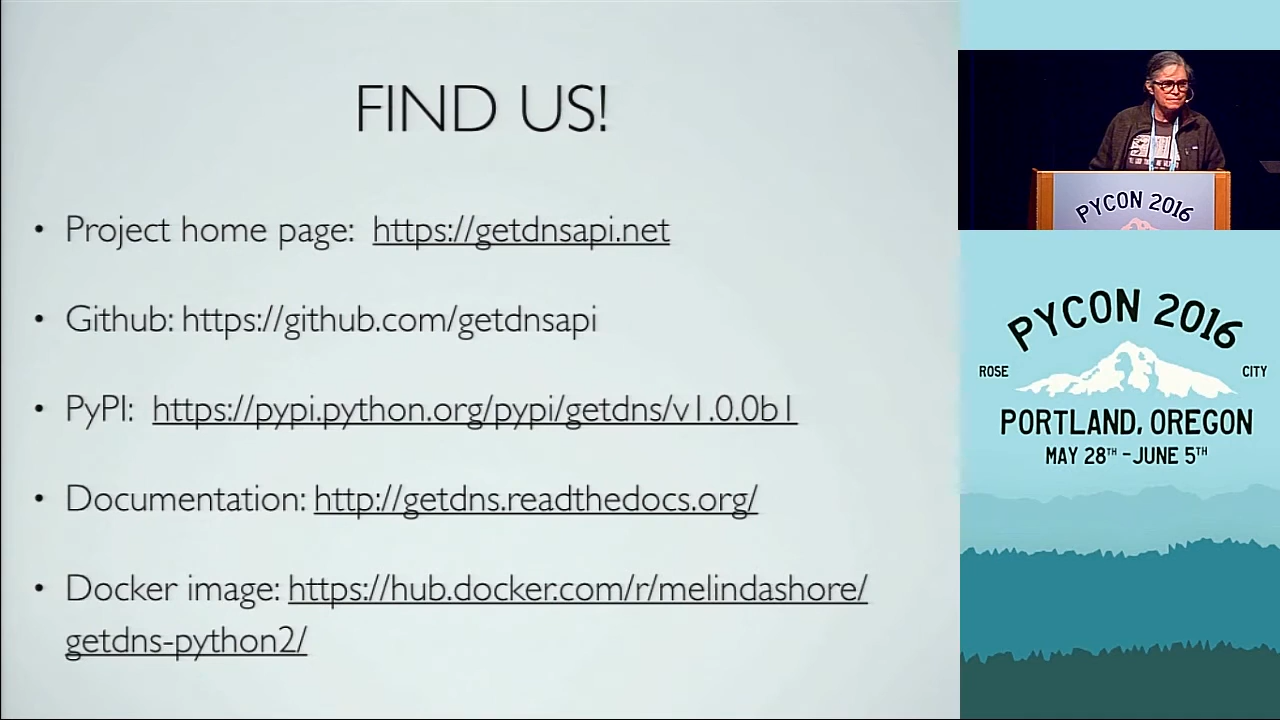 FIND US!
• Project home page: https://getdnsapi.net
• Github: https://github.com/getdnsapi
• PyPI: https://pypi.python.org/pypi/getdns/v1.0.0b1
• Documentation: http://getdns.readthedocs.org/
• Docker image: https://hub.docker.com/r/melindashore/
getdns-python2/
PYCON 2016
PYCON 2016
ROSE CITY
PORTLAND, OREGON
MAY 28TH - JUNE 5TH